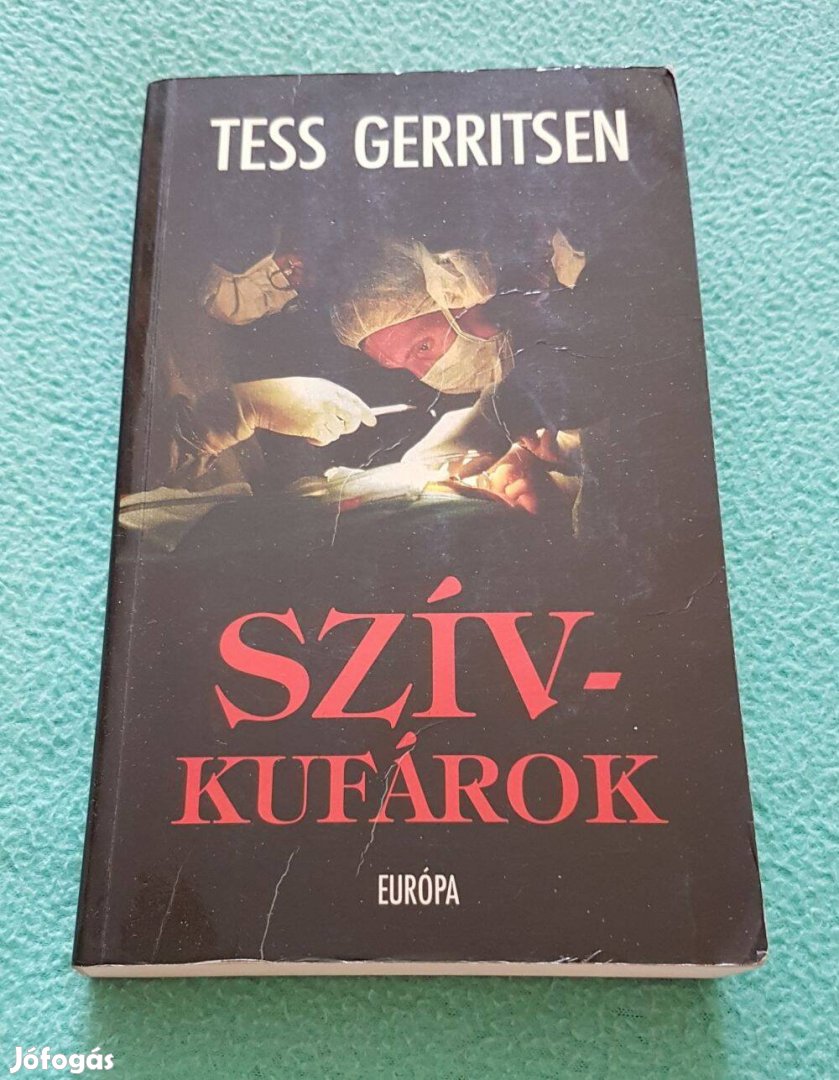 TESS GERRITSEN
SZÍV-
KUFÁROK
EURÓPA
Jófogás